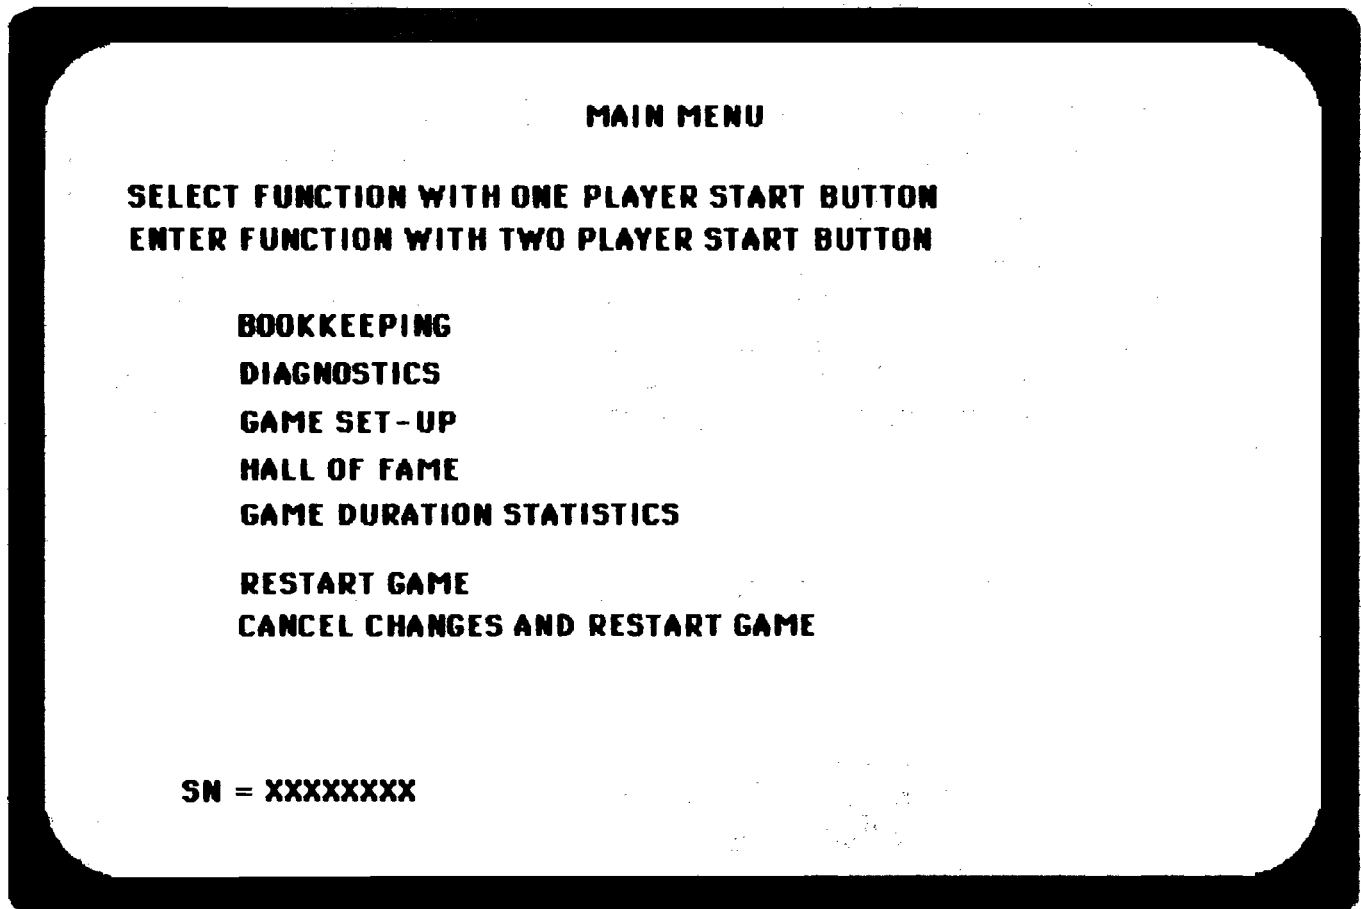 MAIN MENU
SELECT FUNCTION WITH ONE PLAYER START BUTTON
ENTER FUNCTION WITH TWO PLAYER START BUTTON
BOOKKEEPING
DIAGNOSTICS
GAME SET-UP
HALL OF FAME
GAME DURATION STATISTICS
RESTART GAME
CANCEL CHANGES AND RESTART GAME
SN = XXXXXXXX